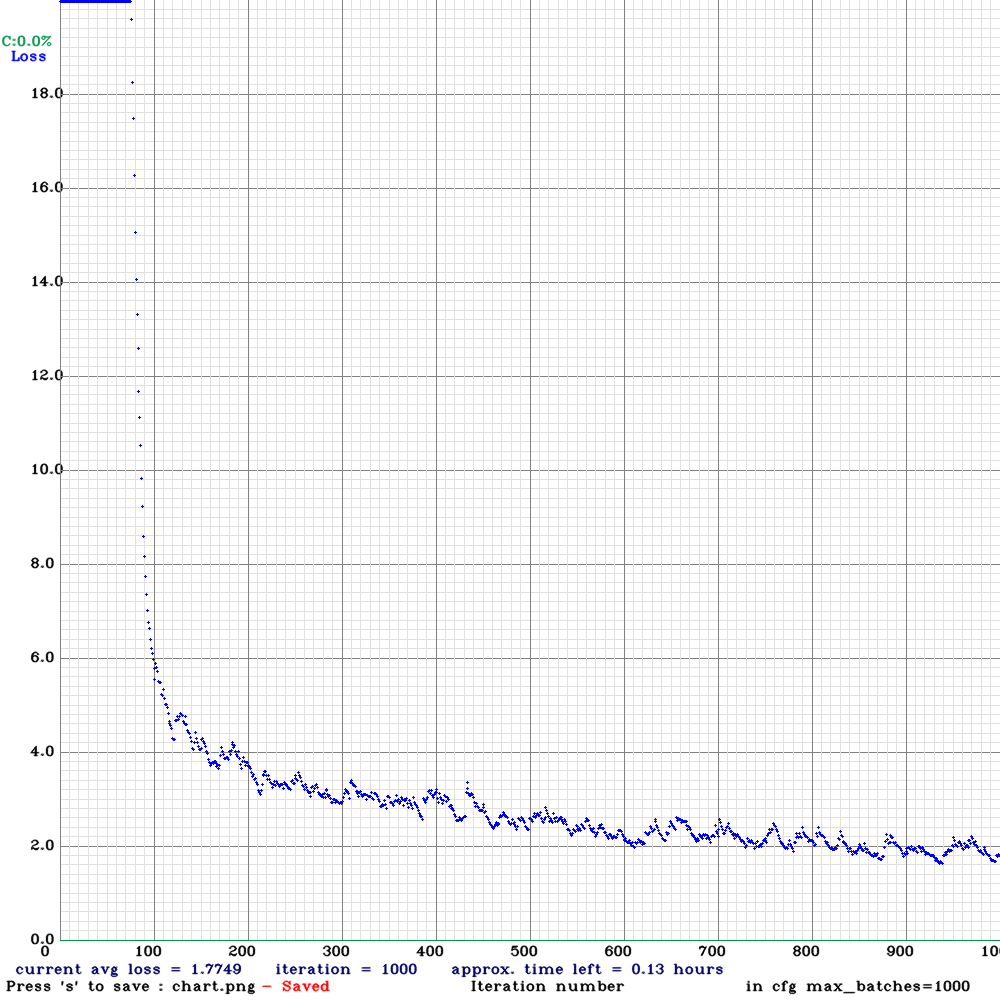 C:0.0%
Loss
18.0
16.0
14.0
12.0
10.0
8.0
6.0
4.0
2.0
0.0
0 100 200 300 400 500 600 700 800 900 100
current avg loss = 1.7749 iteration = 1000 approx. time left = 0.13 hours
Press 's' to save : chart.png - Saved Iteration number in cfg max_batches=1000